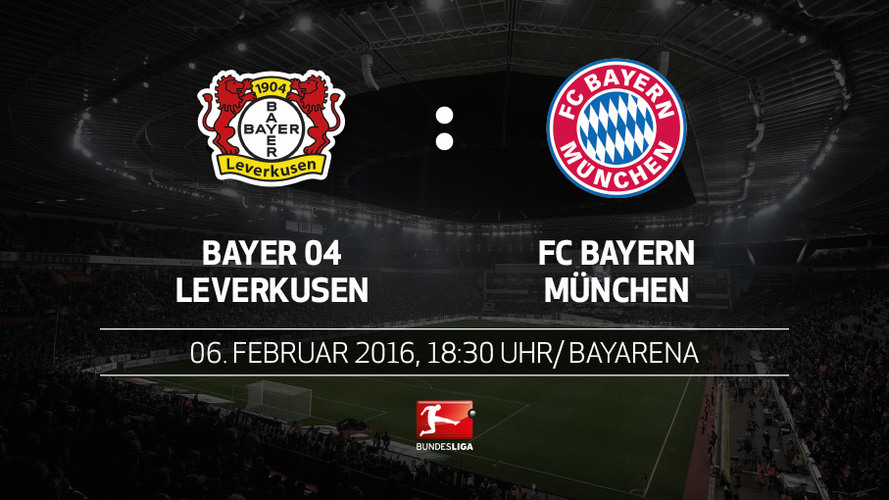 1904
BAYER
BAYER
Leverkusen
:
FC BAYERN
MÜNCHEN
BAYER 04
LEVERKUSEN
FC BAYERN
MÜNCHEN
06. FEBRUAR 2016, 18:30 UHR/ BAYARENA
BUNDESLIGA